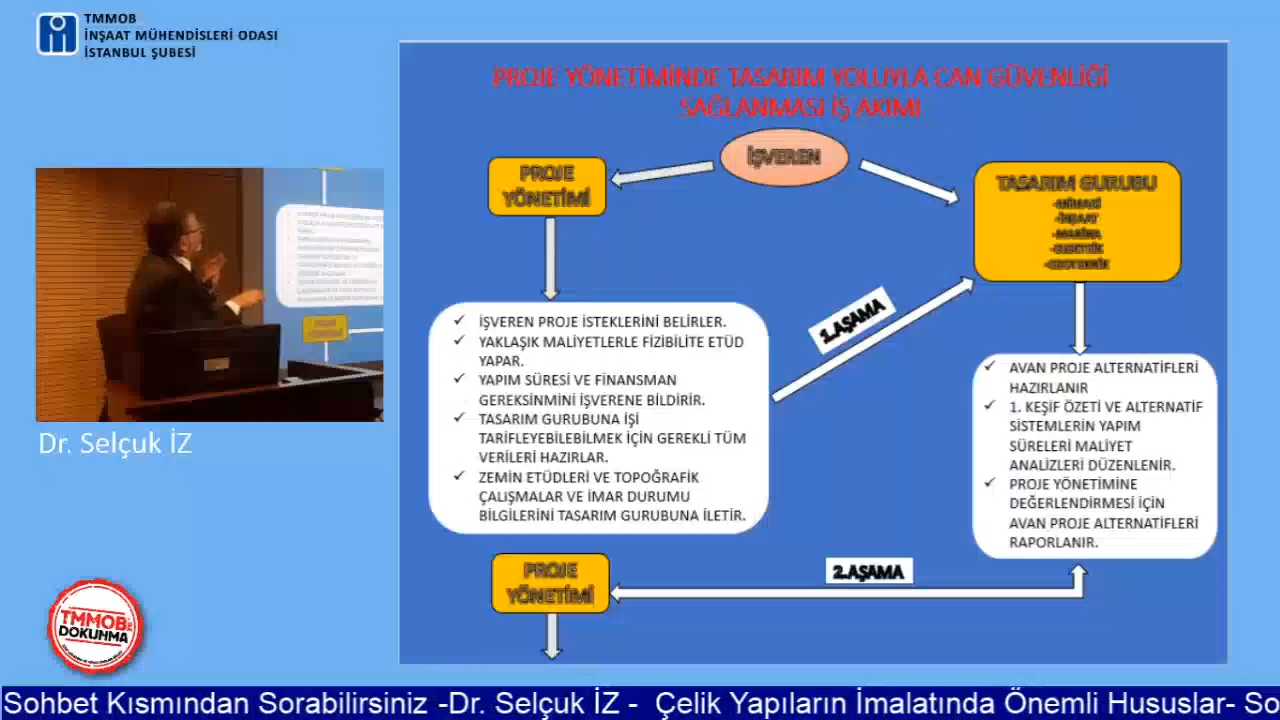 TMMOB
İNŞAAT MÜHENDİSLERİ ODASI
İSTANBUL ŞUBESİ
PROJE YÖNETİMİNDE TASARIM YOLUYLA CAN GÜVENLİĞİ
SAĞLANMASI İŞ AKIMI
İŞVEREN
PROJE
YÖNETİMİ
TASARIM GURUBU
-MİMARİ
-İNŞAAT
-MAKİNA
-ELEKTRİK
-GEOTEKNİK
1.AŞAMA
✓ İŞVEREN PROJE İSTEKLERİNİ BELİRLER.
✓ YAKLAŞIK MALİYETLERLE FİZİBİLİTE ETÜD
YAPAR.
✓ YAPIM SÜRESİ VE FİNANSMAN
GEREKSİNMİNİ İŞVERENE BİLDİRİR.
✓ TASARIM GURUBUNA İŞİ
TARİFLEYEBİLEBİLMEK İÇİN GEREKLİ TÜM
VERİLERİ HAZIRLAR.
✓ ZEMİN ETÜDLERİ VE TOPOĞRAFİK
ÇALIŞMALAR VE İMAR DURUMU
BİLGİLERİNİ TASARIM GURUBUNA İLETİR.
✓ AVAN PROJE ALTERNATİFLERİ
HAZIRLANIR
✓ 1. KEŞİF ÖZETİ VE ALTERNATİF
SİSTEMLERİN YAPIM
SÜRELERİ MALİYET
ANALİZLERİ DÜZENLENİR.
✓ PROJE YÖNETİMİNE
DEĞERLENDİRMESİ İÇİN
AVAN PROJE ALTERNATİFLERİ
RAPORLANIR.
2.AŞAMA
PROJE
YÖNETİMİ
Dr. Selçuk İZ
TMMOB
DOKUNMA
Sohbet Kısmından Sorabilirsiniz -Dr. Selçuk İZ - Çelik Yapıların İmalatında Önemli Hususlar- So